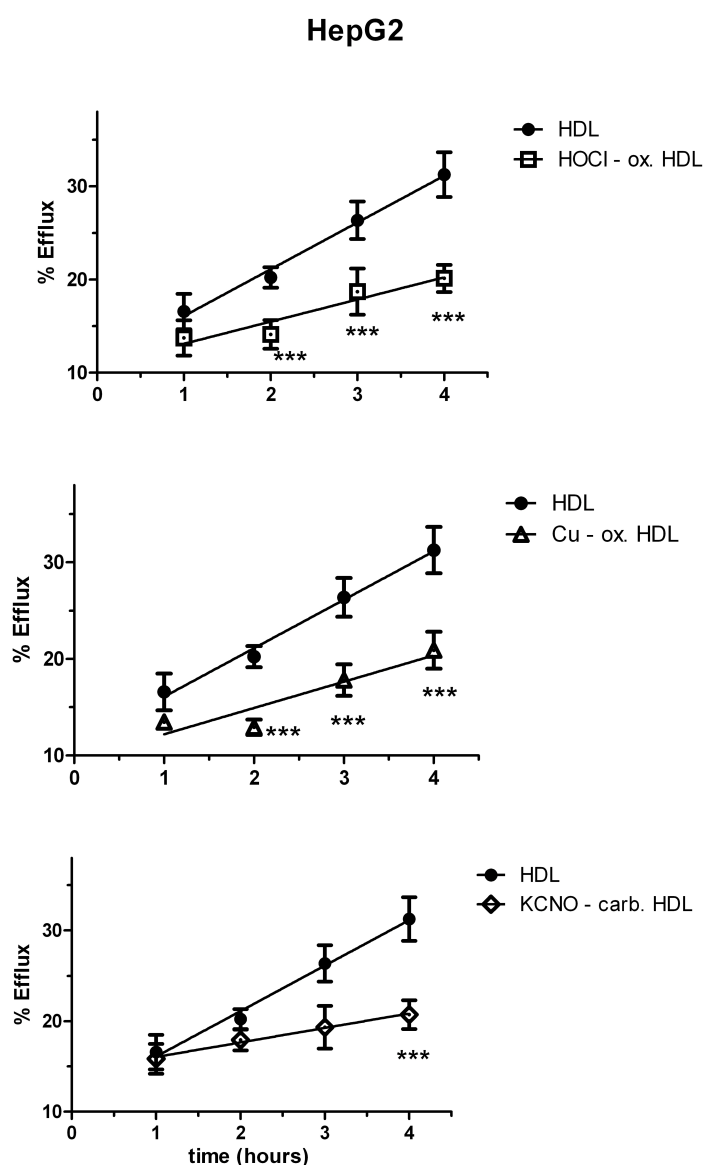 HepG2
HDL
HOCl - ox. HDL
% Efflux
30
20
10
***
***
***
0
1
2
3
4
HDL
Cu - ox. HDL
% Efflux
30
20
10
***
***
***
0
1
2
3
4
HDL
KCNO - carb. HDL
% Efflux
30
20
10
***
0
1
2
3
4
time (hours)